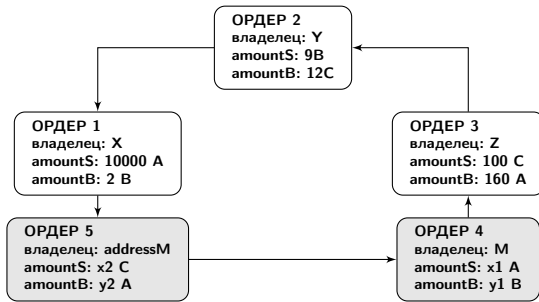 ОРДЕР 2
владелец: Y
amountS: 9B
amountB: 12C
ОРДЕР 1
владелец: X
amountS: 10000 A
amountB: 2 B
ОРДЕР 3
владелец: Z
amountS: 100 C
amountB: 160 A
ОРДЕР 5
владелец: addressM
amountS: x2 C
amountB: y2 A
ОРДЕР 4
владелец: M
amountS: x1 A
amountB: y1 B